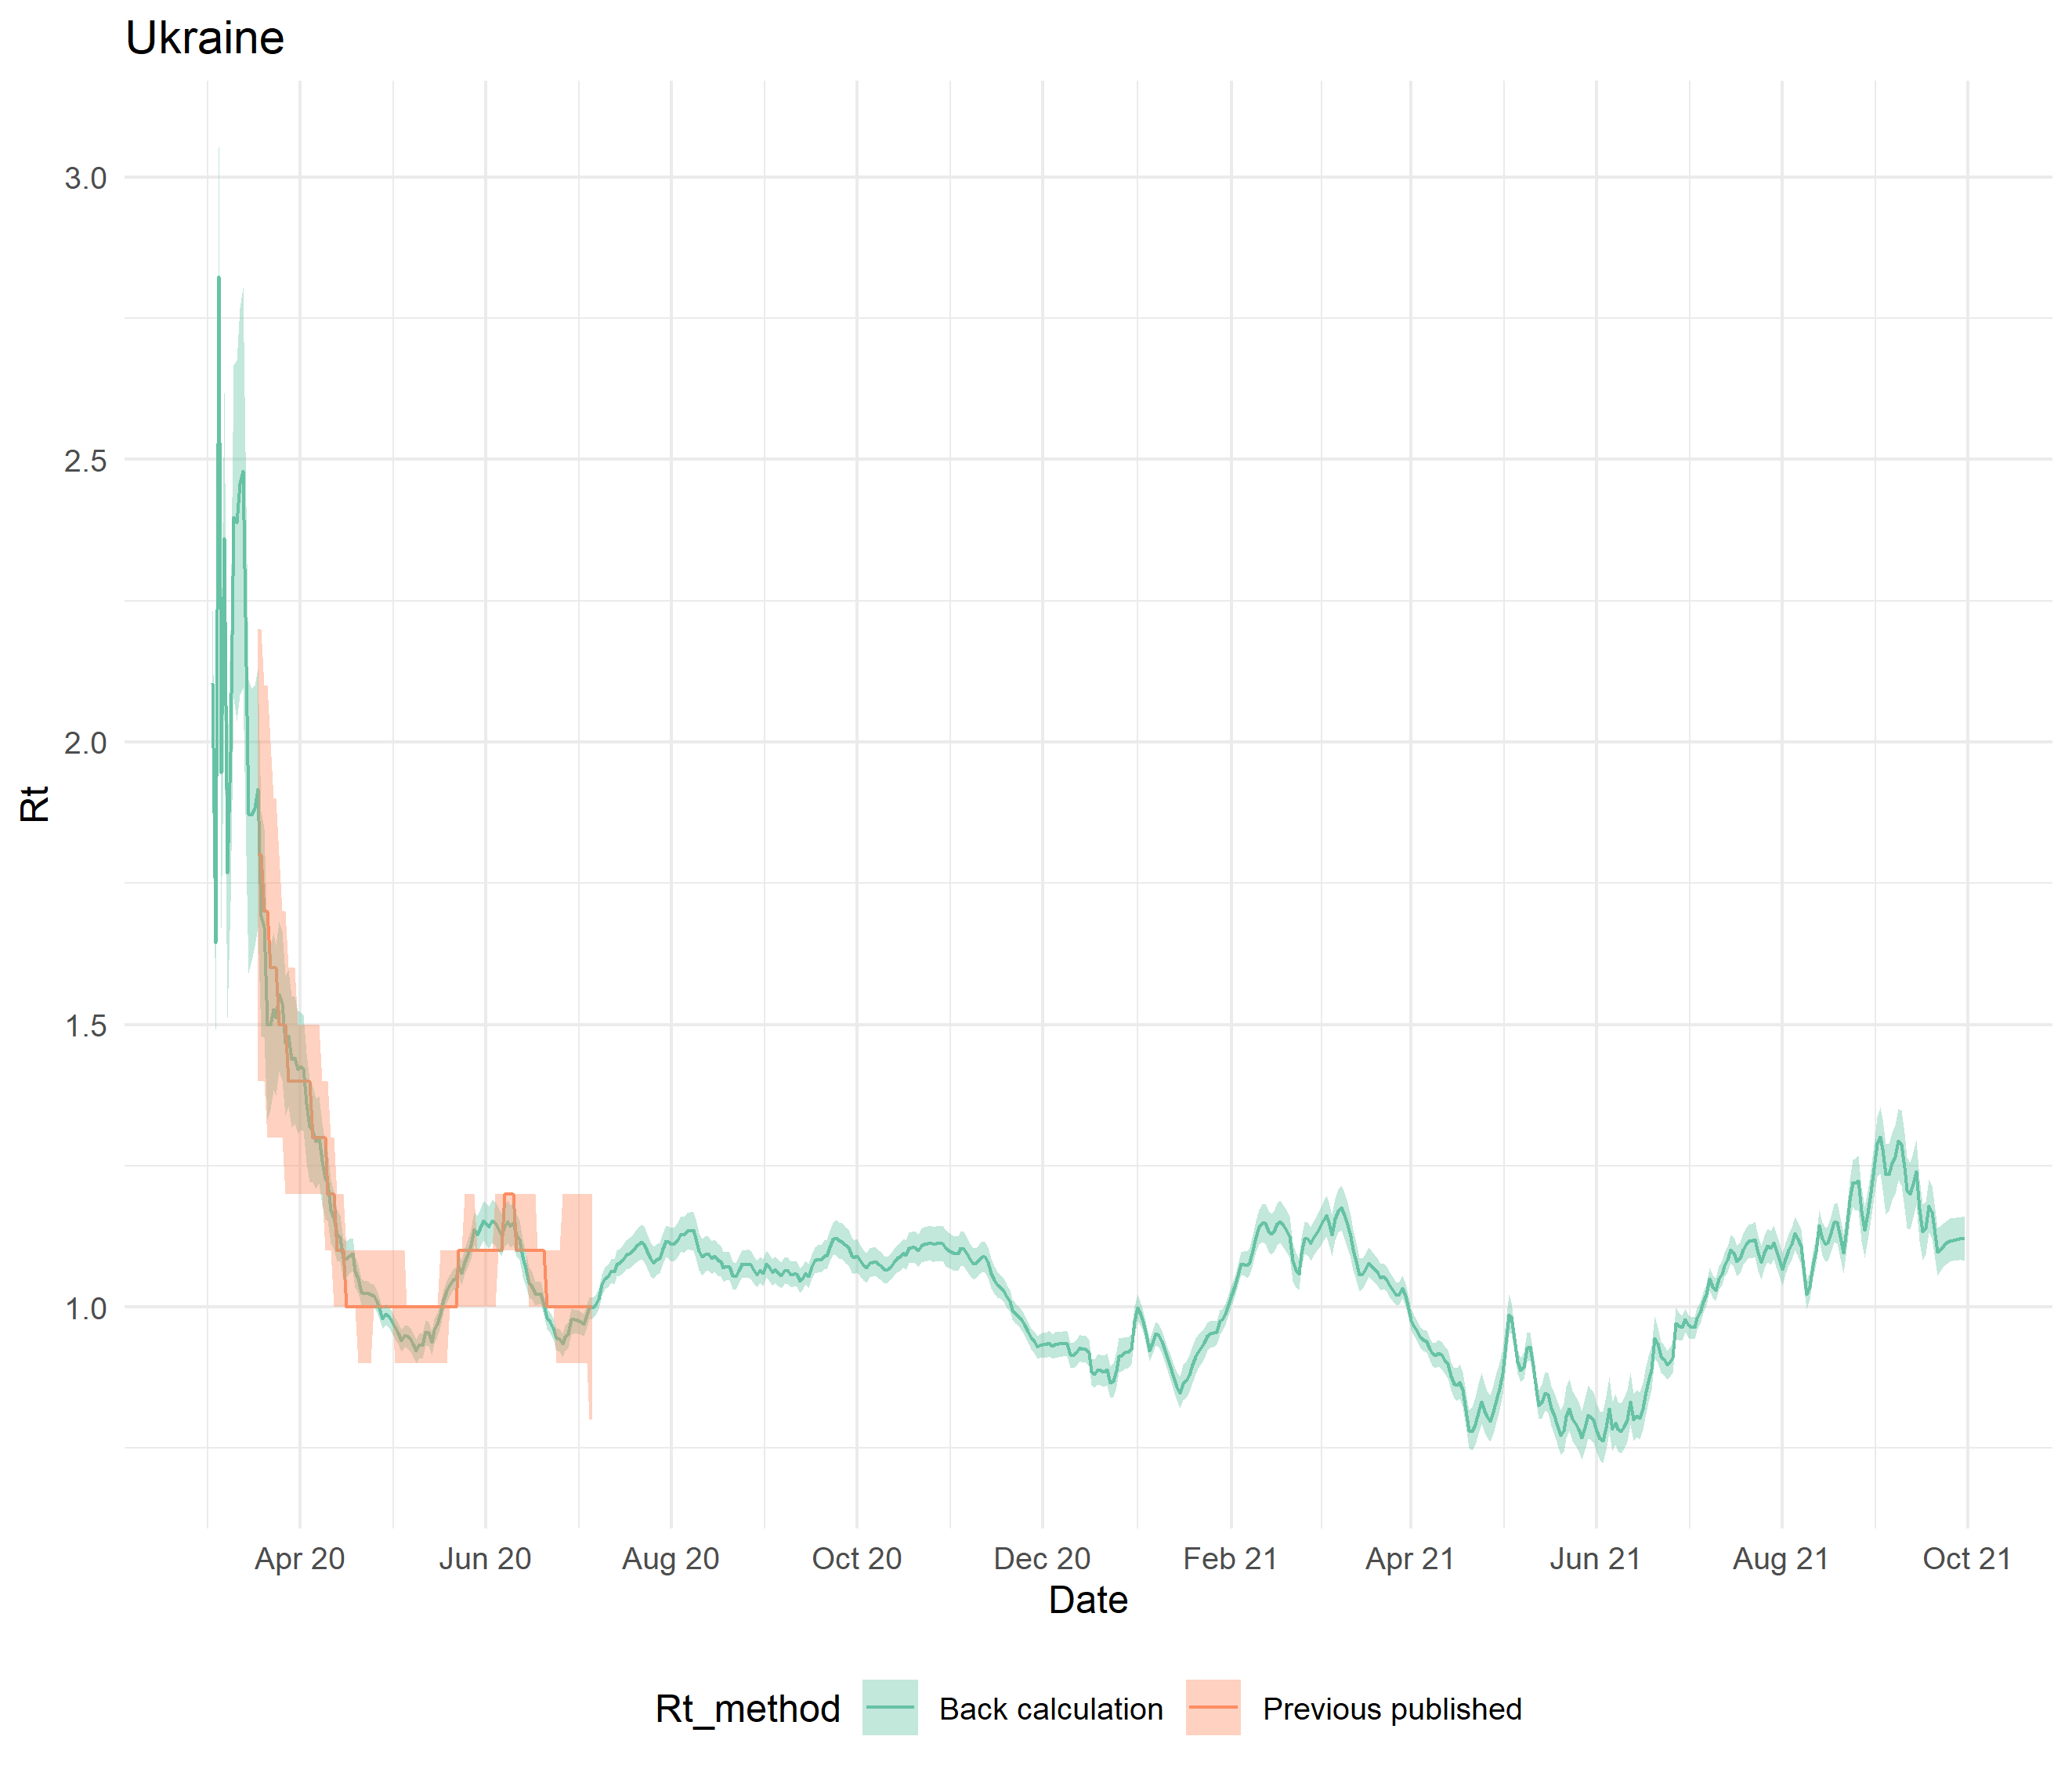 Ukraine
3.0
2.5
2.0
1.5
1.0
Rt
Apr 20 Jun 20 Aug 20 Oct 20 Dec 20 Feb 21 Apr 21 Jun 21 Aug 21 Oct 21
Date
Rt_method Back calculation Previous published